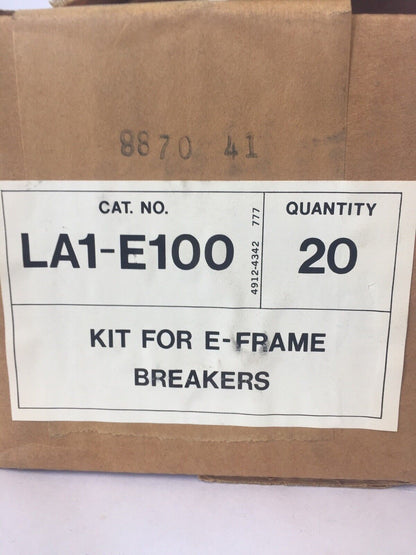 8870 41
CAT. NO.
LA1-E100
4912-4342 777
QUANTITY
20
KIT FOR E-FRAME
BREAKERS